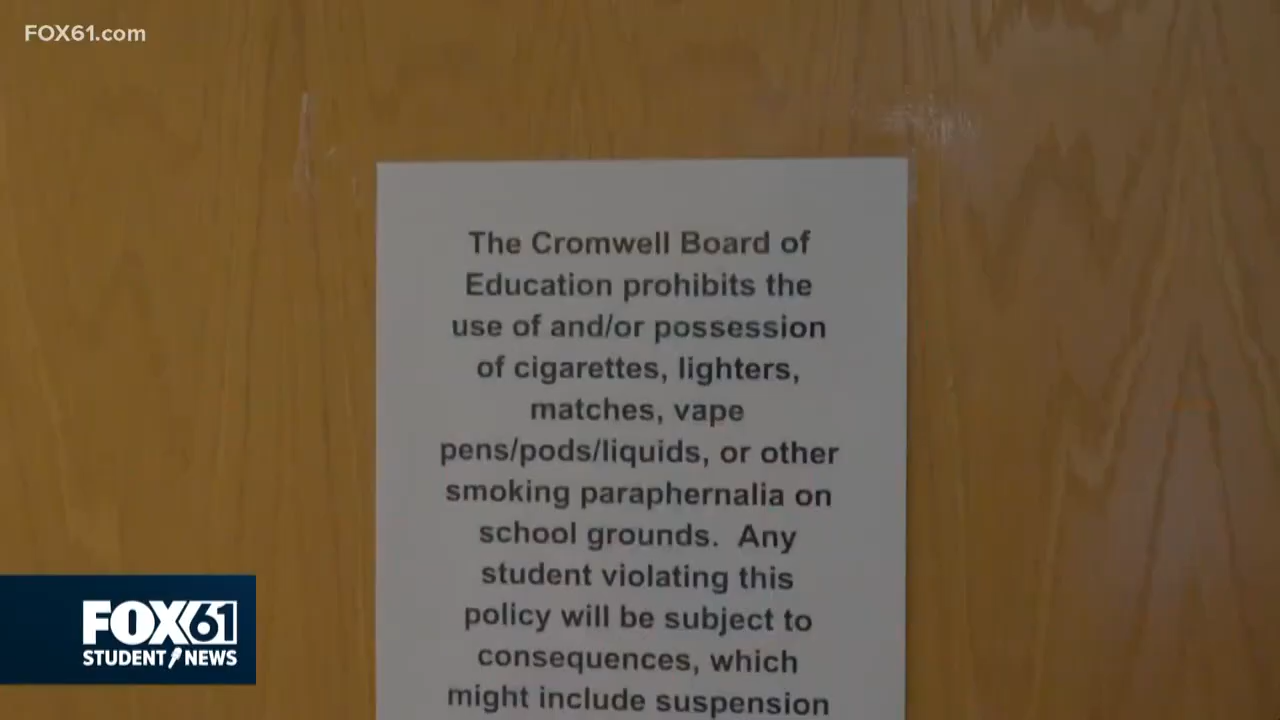 FOX61.com
The Cromwell Board of
Education prohibits the
use of and/or possession
of cigarettes, lighters,
matches, vape
pens/pods/liquids, or other
smoking paraphernalia on
school grounds.  Any
student violating this
policy will be subject to
consequences, which
might include suspension
FOX61
STUDENT NEWS